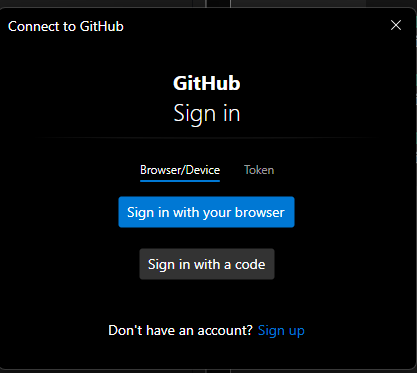 Connect to GitHub
GitHub
Sign in
Browser/Device Token
Sign in with your browser
Sign in with a code
Don't have an account? Sign up